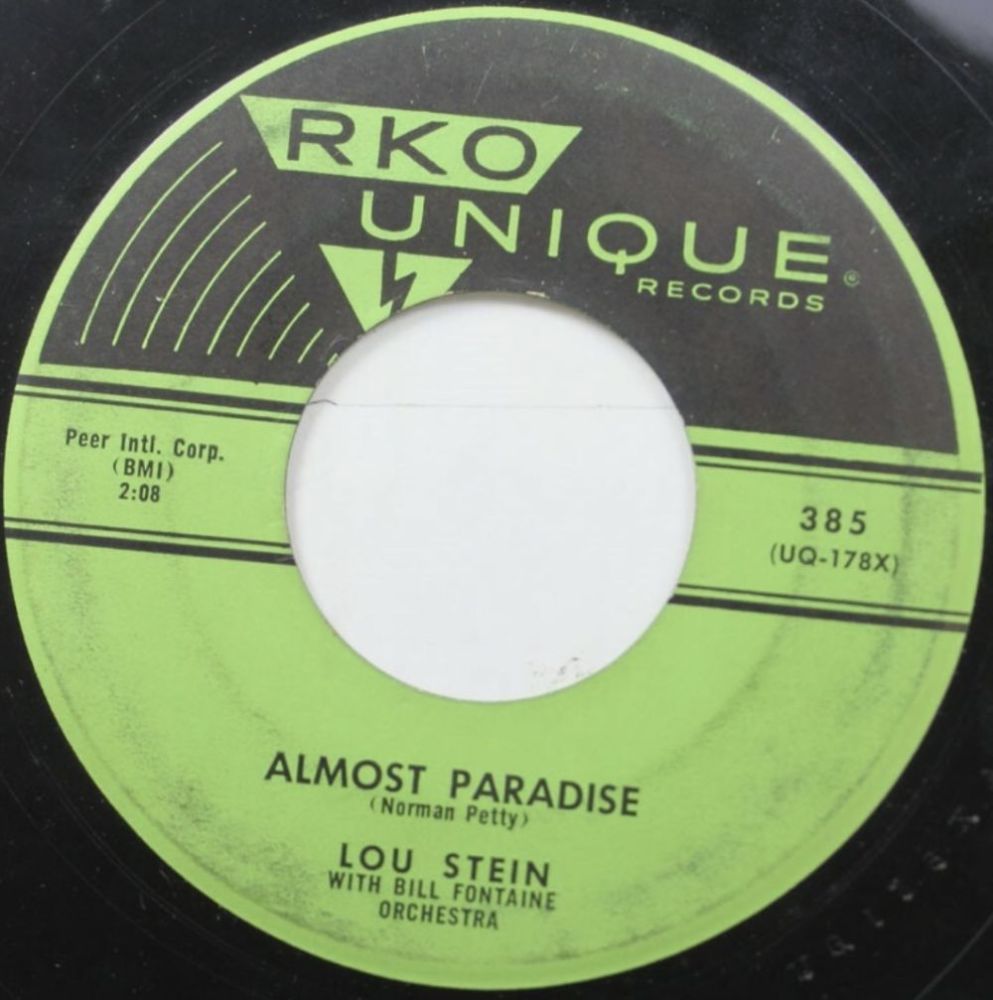 RKO
UNIQUE
RECORDS
Peer Intl. Corp.
(BMI)
2:08
385
(UQ-178X)
ALMOST PARADISE
(Norman Petty)
LOU STEIN
WITH BILL FONTAINE
ORCHESTRA